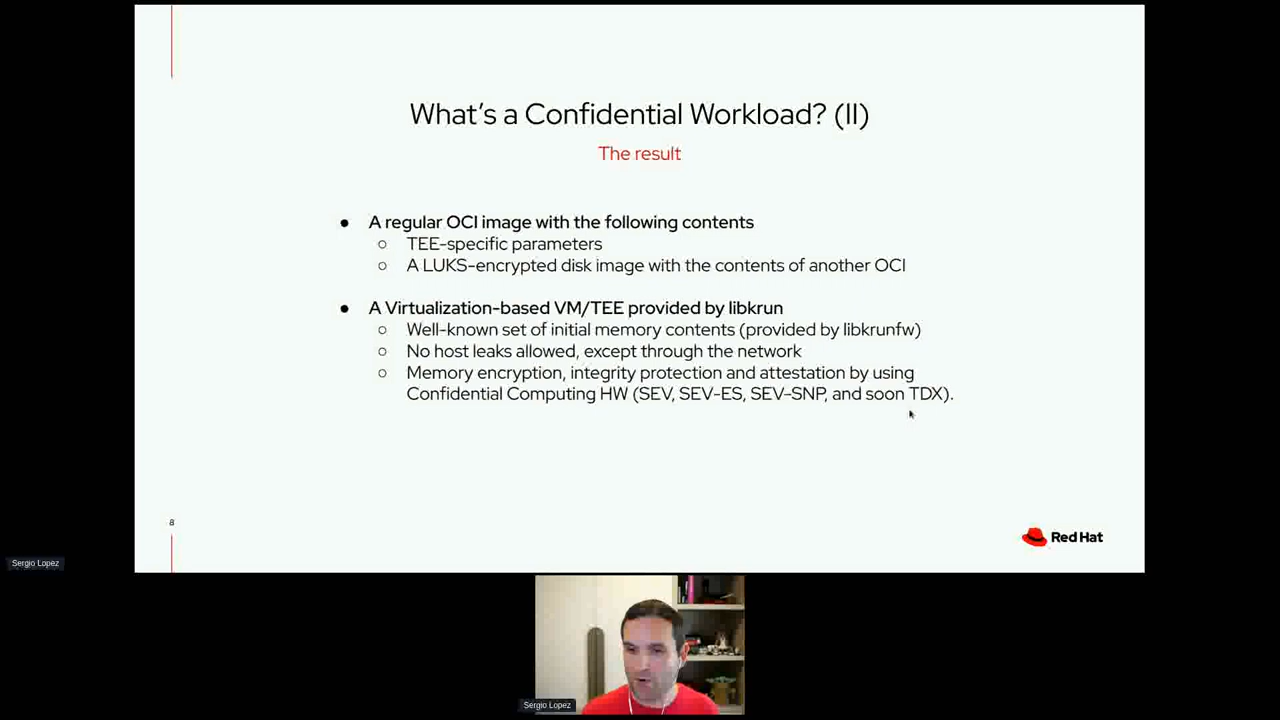 What's a Confidential Workload? (II)
The result
● A regular OCI image with the following contents
○ TEE-specific parameters
○ A LUKS-encrypted disk image with the contents of another OCI
● A Virtualization-based VM/TEE provided by libkrun
○ Well-known set of initial memory contents (provided by libkrunfw)
○ No host leaks allowed, except through the network
○ Memory encryption, integrity protection and attestation by using
Confidential Computing HW (SEV, SEV-ES, SEV-SNP, and soon TDX).
8
Red Hat
Sergio Lopez
Sergio Lopez